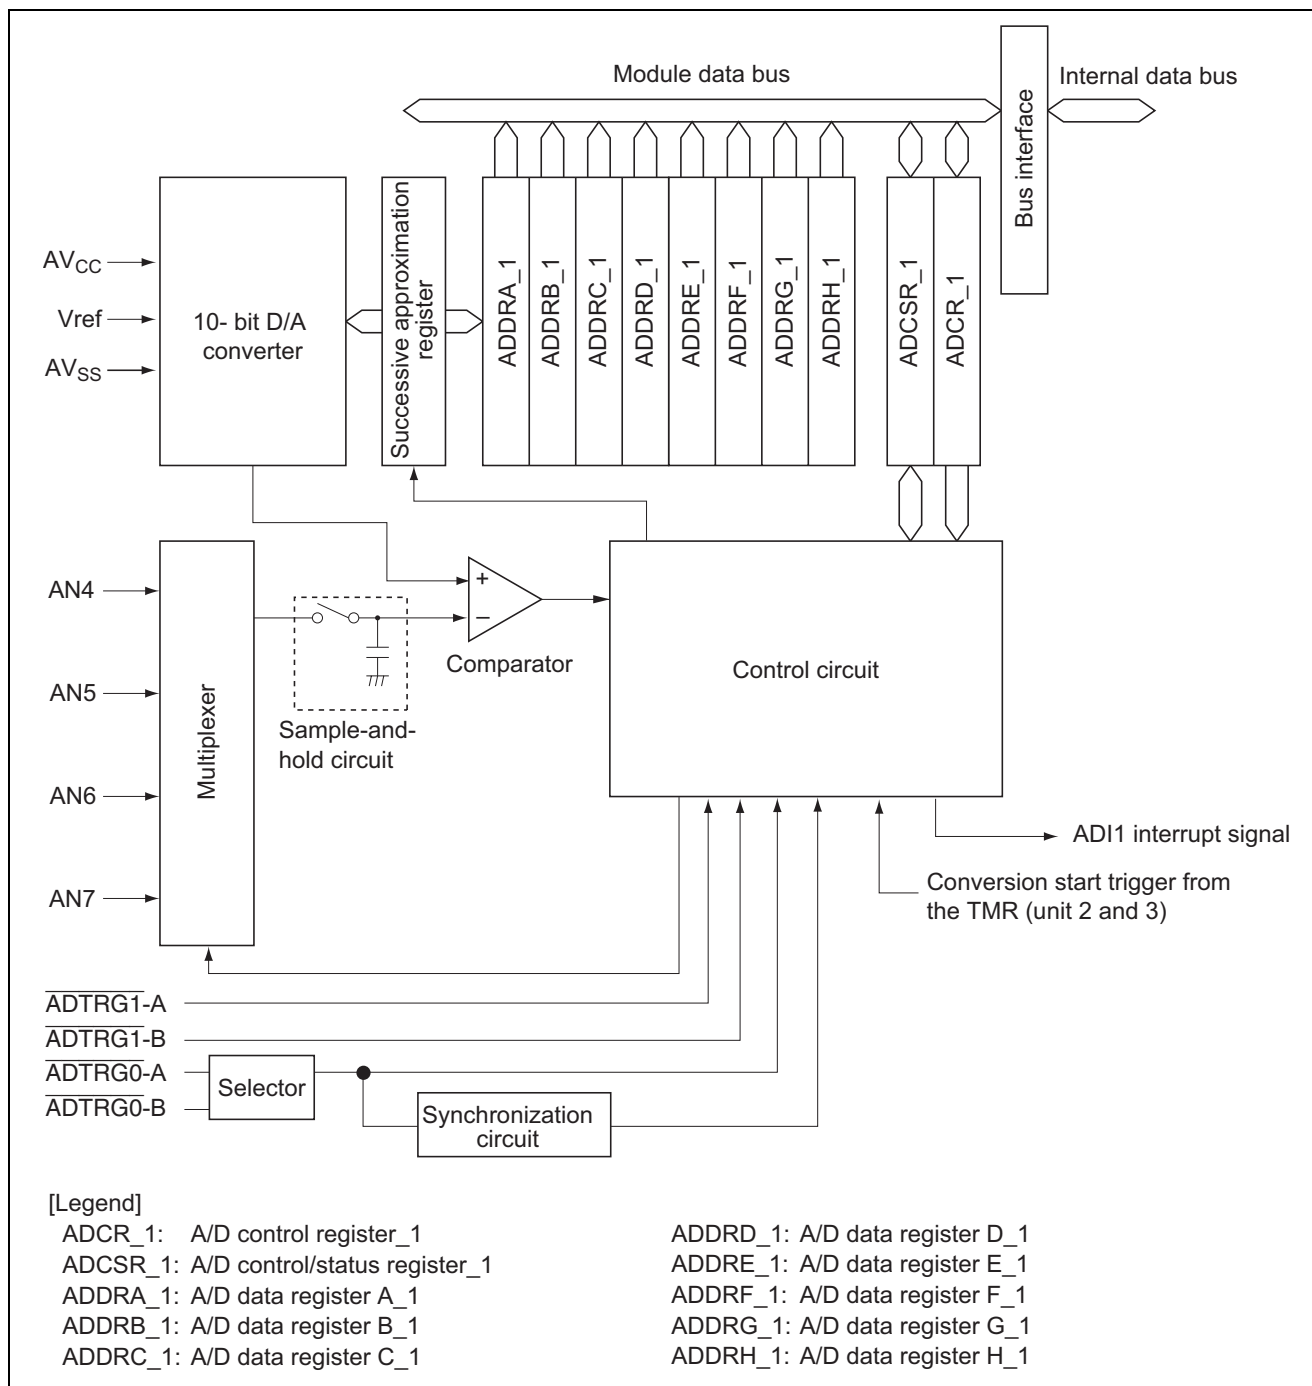 Module data bus
Internal data bus
Bus interface
AVCC
Vref
AVSS
10- bit D/A
converter
Successive approximation
register
ADDRA_1
ADDRB_1
ADDRC_1
ADDRD_1
ADDRE_1
ADDRF_1
ADDRG_1
ADDRH_1
ADCSR_1
ADCR_1
AN4
AN5
AN6
AN7
Multiplexer
+
−
Comparator
Sample-and-
hold circuit
Control circuit
ADI1 interrupt signal
Conversion start trigger from
the TMR (unit 2 and 3)
ADTRG1-A
ADTRG1-B
ADTRG0-A
ADTRG0-B
Selector
Synchronization
circuit
[Legend]
ADCR_1: A/D control register_1
ADCSR_1: A/D control/status register_1
ADDRA_1: A/D data register A_1
ADDRB_1: A/D data register B_1
ADDRC_1: A/D data register C_1
ADDRD_1: A/D data register D_1
ADDRE_1: A/D data register E_1
ADDRF_1: A/D data register F_1
ADDRG_1: A/D data register G_1
ADDRH_1: A/D data register H_1